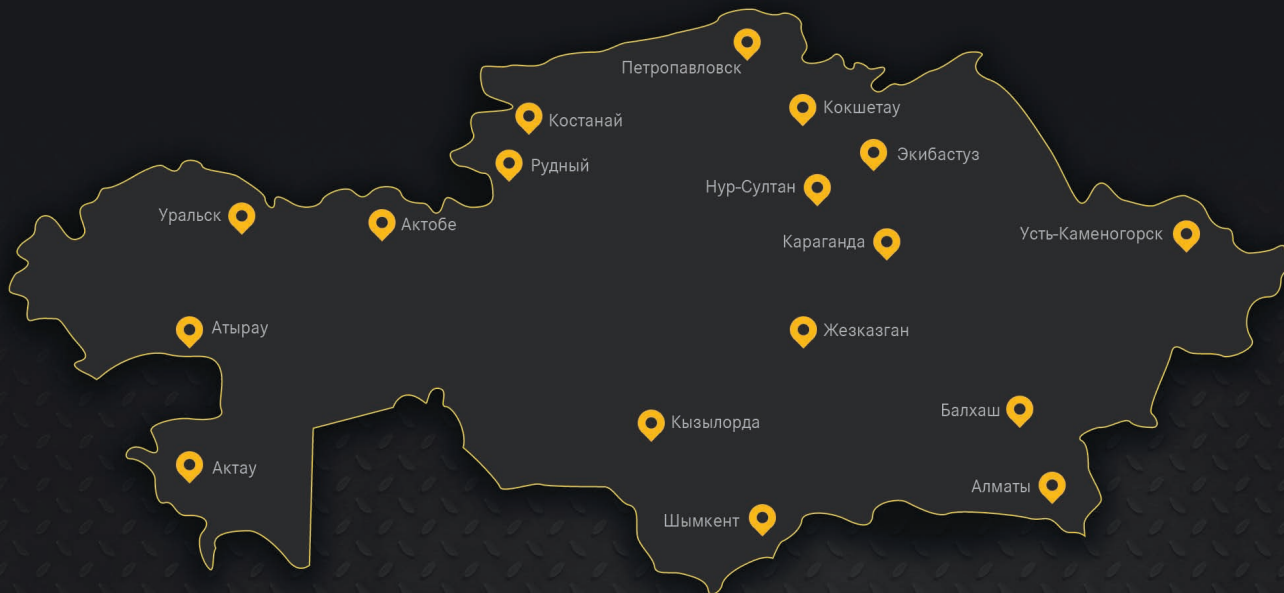 Петропавловск
Кокшетау
Костанай
Экибастуз
Рудный
Нур-Султан
Уральск
Актобе
Усть-Каменогорск
Караганда
Атырау
Жезказган
Балхаш
Кызылорда
Актау
Алматы
Шымкент